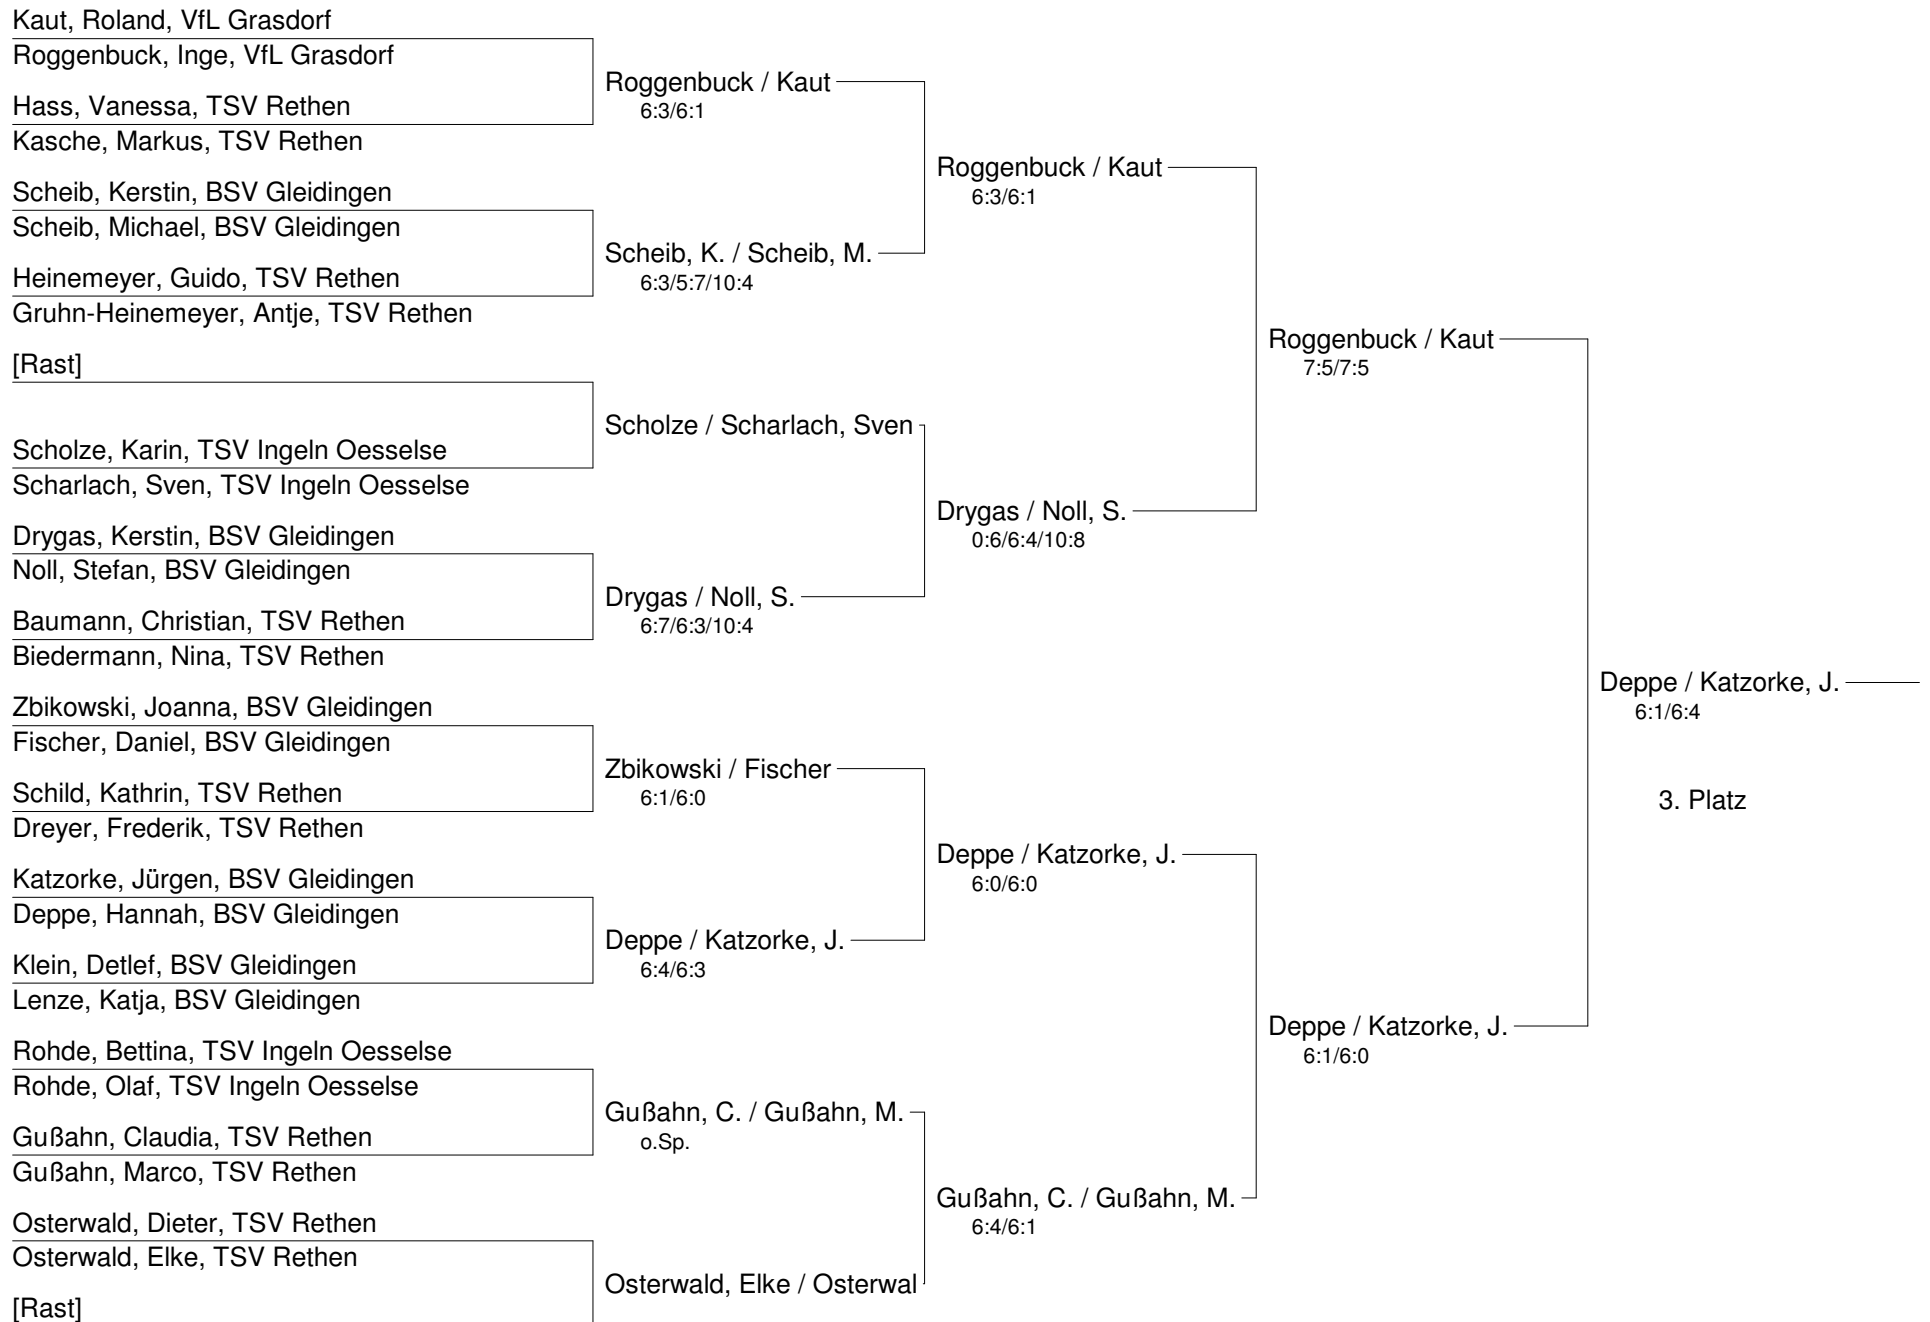 Kaut, Roland, VfL Grasdorf
Roggenbuck, Inge, VfL Grasdorf
Hass, Vanessa, TSV Rethen
Kasche, Markus, TSV Rethen
Scheib, Kerstin, BSV Gleidingen
Scheib, Michael, BSV Gleidingen
Heinemeyer, Guido, TSV Rethen
Gruhn-Heinemeyer, Antje, TSV Rethen
[Rast]
Scholze, Karin, TSV Ingeln Oesselse
Scharlach, Sven, TSV Ingeln Oesselse
Drygas, Kerstin, BSV Gleidingen
Noll, Stefan, BSV Gleidingen
Baumann, Christian, TSV Rethen
Biedermann, Nina, TSV Rethen
Zbikowski, Joanna, BSV Gleidingen
Fischer, Daniel, BSV Gleidingen
Schild, Kathrin, TSV Rethen
Dreyer, Frederik, TSV Rethen
Katzorke, Jürgen, BSV Gleidingen
Deppe, Hannah, BSV Gleidingen
Klein, Detlef, BSV Gleidingen
Lenze, Katja, BSV Gleidingen
Rohde, Bettina, TSV Ingeln Oesselse
Rohde, Olaf, TSV Ingeln Oesselse
Gußahn, Claudia, TSV Rethen
Gußahn, Marco, TSV Rethen
Osterwald, Dieter, TSV Rethen
Osterwald, Elke, TSV Rethen
[Rast]
Roggenbuck / Kaut
6:3/6:1
Scheib, K. / Scheib, M.
6:3/5:7/10:4
Scholze / Scharlach, Sven
Drygas / Noll, S.
6:7/6:3/10:4
Zbikowski / Fischer
6:1/6:0
Deppe / Katzorke, J.
6:4/6:3
Gußahn, C. / Gußahn, M.
o.Sp.
Osterwald, Elke / Osterwal
Roggenbuck / Kaut
6:3/6:1
Drygas / Noll, S.
0:6/6:4/10:8
Deppe / Katzorke, J.
6:0/6:0
Gußahn, C. / Gußahn, M.
6:4/6:1
Roggenbuck / Kaut
7:5/7:5
Deppe / Katzorke, J.
6:1/6:0
Deppe / Katzorke, J.
6:1/6:4
3. Platz